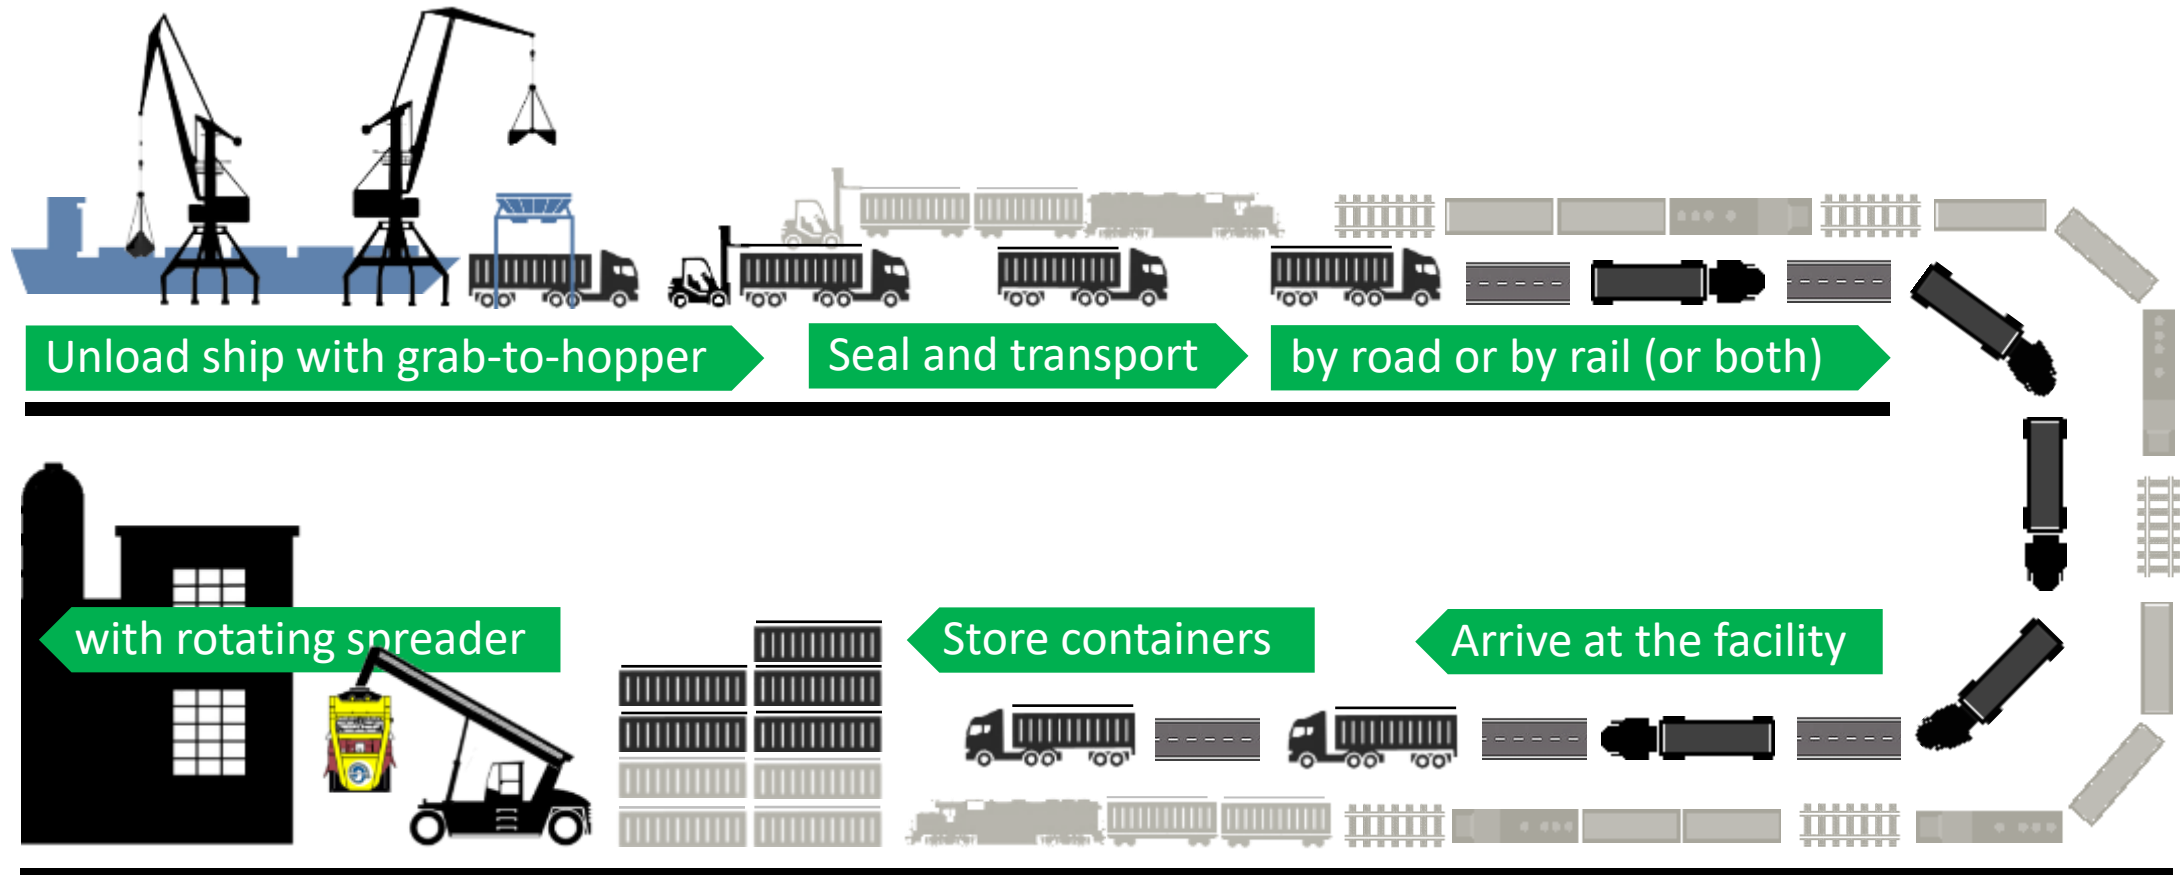 Unload ship with grab-to-hopper
Seal and transport
by road or by rail (or both)
Arrive at the facility
Store containers
with rotating spreader